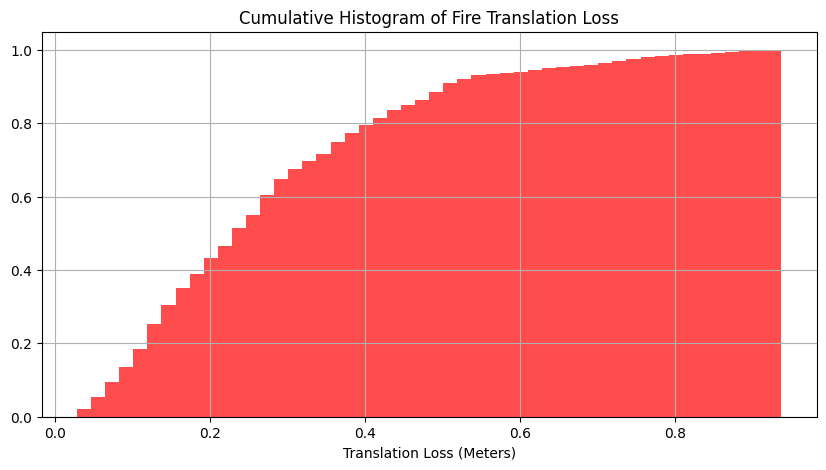 Cumulative Histogram of Fire Translation Loss
1.0
0.8
0.6
0.4
0.2
0.0
0.0 0.2 0.4 0.6 0.8
Translation Loss (Meters)